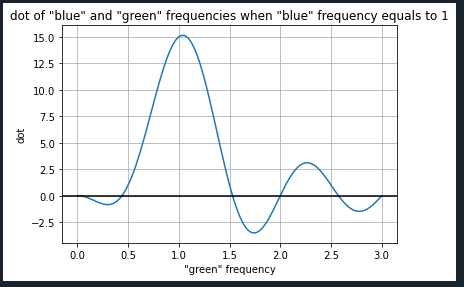 dot of "blue" and "green" frequencies when "blue" frequency equals to 1
15.0
12.5
10.0
7.5
5.0
2.5
0.0
−2.5
dot
0.0 0.5 1.0 1.5 2.0 2.5 3.0
"green" frequency